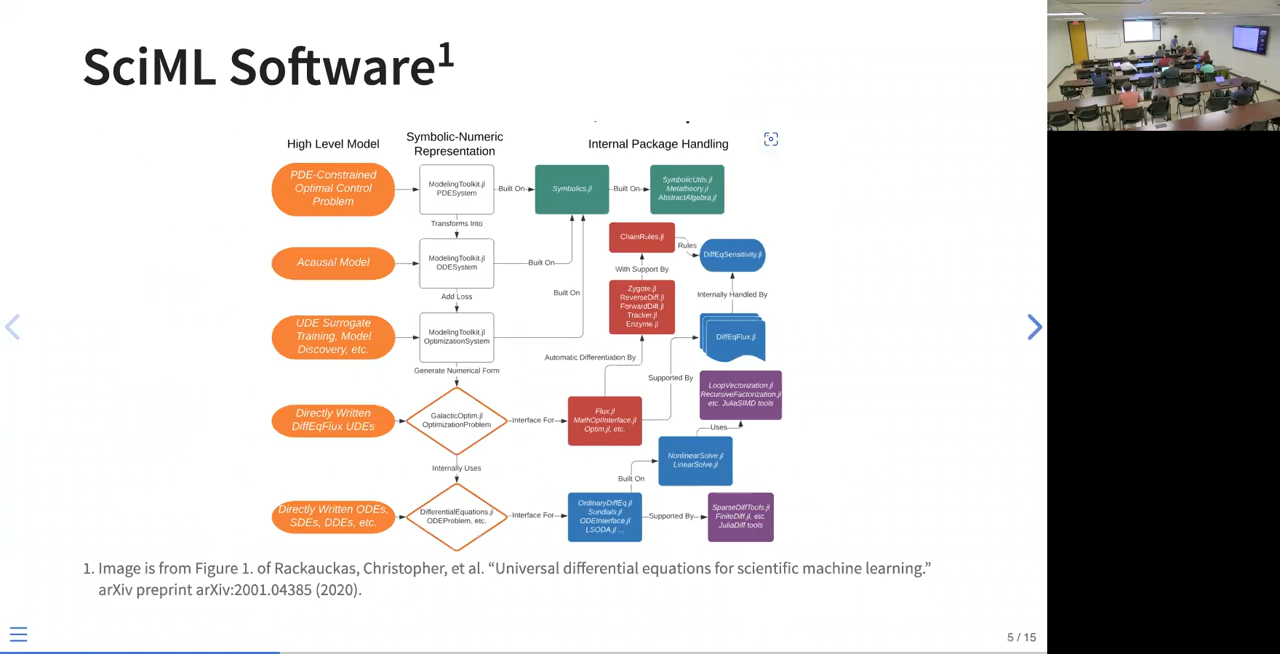 SciML Software1
High Level Model
Symbolic-Numeric
Representation
Internal Package Handling
PDE-Constrained
Optimal Control
Problem
ModelingToolkit.jl
PDESystem
Built On
Symbolics.jl
Built On
SymbolicUtils.jl
Metatheory.jl
AbstractAlgebra.jl
Transforms Into
ChainRules.jl
Rules
DiffEqSensitivity.jl
Acausal Model
ModelingToolkit.jl
ODESystem
Built On
With Support By
Add Loss
Built On
Zygote.jl
ReverseDiff.jl
ForwardDiff.jl
Tracker.jl
Enzyme.jl
Internally Handled By
UDE Surrogate
Training, Model
Discovery, etc.
ModelingToolkit.jl
OptimizationSystem
DiffEqFlux.jl
Automatic Differentiation By
Generate Numerical Form
Supported By
LoopVectorization.jl
RecursiveFactorization.jl
etc. JuliaSIMD tools
Directly Written
DiffEqFlux UDEs
GalacticOptim.jl
OptimizationProblem
Interface For
Flux.jl
MathOptInterface.jl
Optim.jl, etc.
Uses
NonlinearSolve.jl
LinearSolve.jl
Internally Uses
Built On
Directly Written ODEs,
SDEs, DDEs, etc.
DifferentialEquations.jl
ODEProblem, etc.
Interface For
OrdinaryDiffEq.jl
Sundials.jl
ODEInterface.jl
LSODA.jl ...
Supported By
SparseDiffTools.jl
FiniteDiff.jl, etc.
JuliaDiff tools
1. Image is from Figure 1. of Rackauckas, Christopher, et al. “Universal differential equations for scientific machine learning.”
arXiv preprint arXiv:2001.04385 (2020).
5 / 15